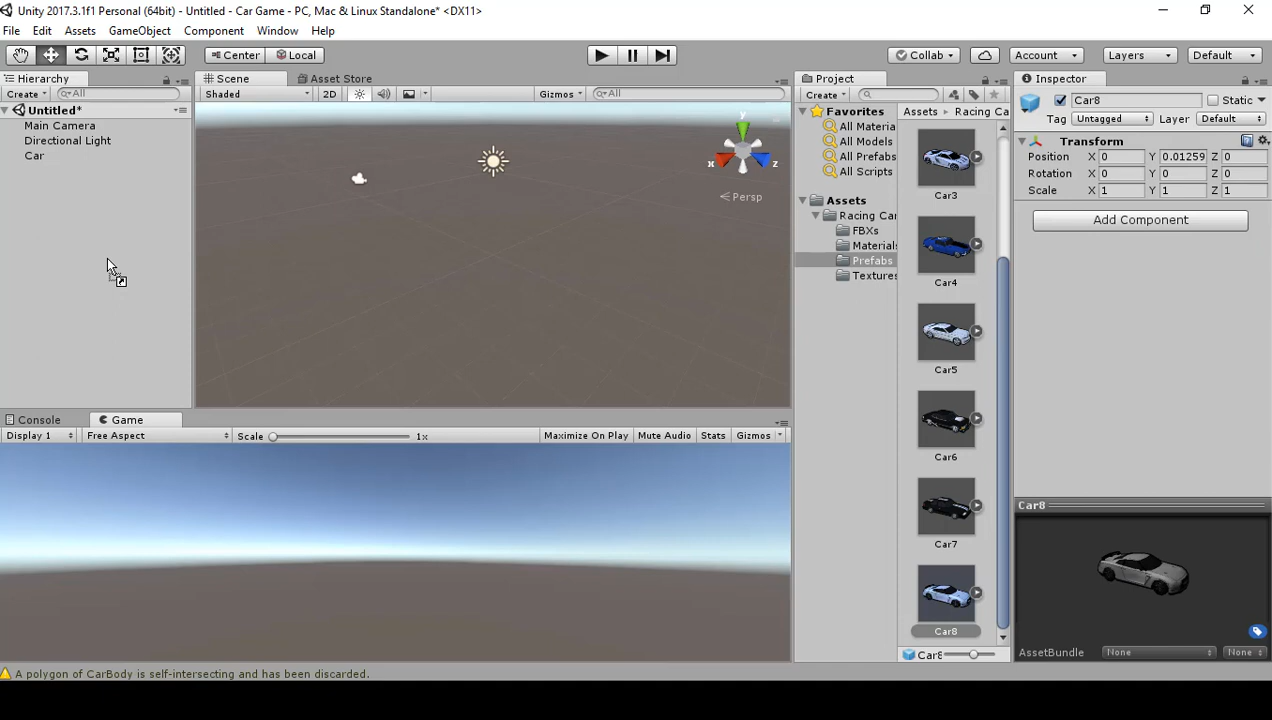 Unity 2017.3.1f1 Personal (64bit) - Untitled - Car Game - PC, Mac & Linux Standalone* <DX11>
File Edit Assets GameObject Component Window Help
Center Local Collab Account Layers Default
Hierarchy Scene Asset Store Project Inspector
Create All Shaded 2D Gizmos All Create
Untitled*
Main Camera
Directional Light
Car
Persp
y
x
z
Favorites
All Materia
All Models
All Prefabs
All Scripts
Assets
Racing Car
FBXs
Materials
Prefabs
Textures
Assets Racing Ca
Car3
Car4
Car5
Car6
Car7
Car8
Car8
Car8 Static
Tag Untagged Layer Default
Transform
Position X 0 Y 0.01259 Z 0
Rotation X 0 Y 0 Z 0
Scale X 1 Y 1 Z 1
Add Component
Car8
AssetBundle None None
Console Game
Display 1 Free Aspect Scale 1x Maximize On Play Mute Audio Stats Gizmos
A polygon of CarBody is self-intersecting and has been discarded.